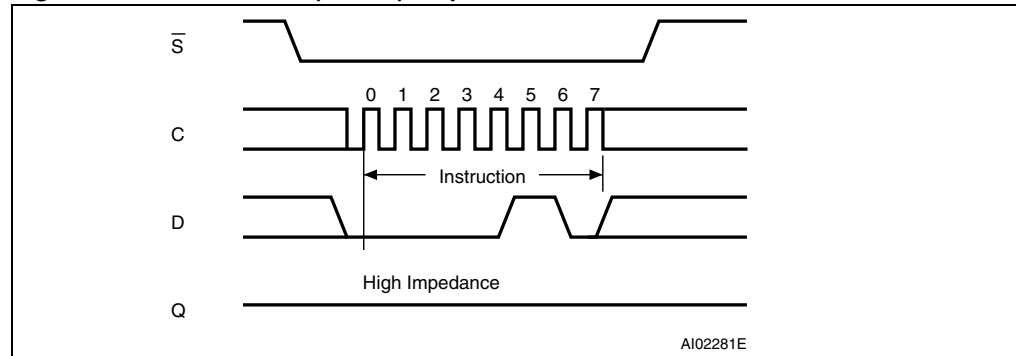 S̅
0 1 2 3 4 5 6 7
C
Instruction
D
High Impedance
Q
AI02281E